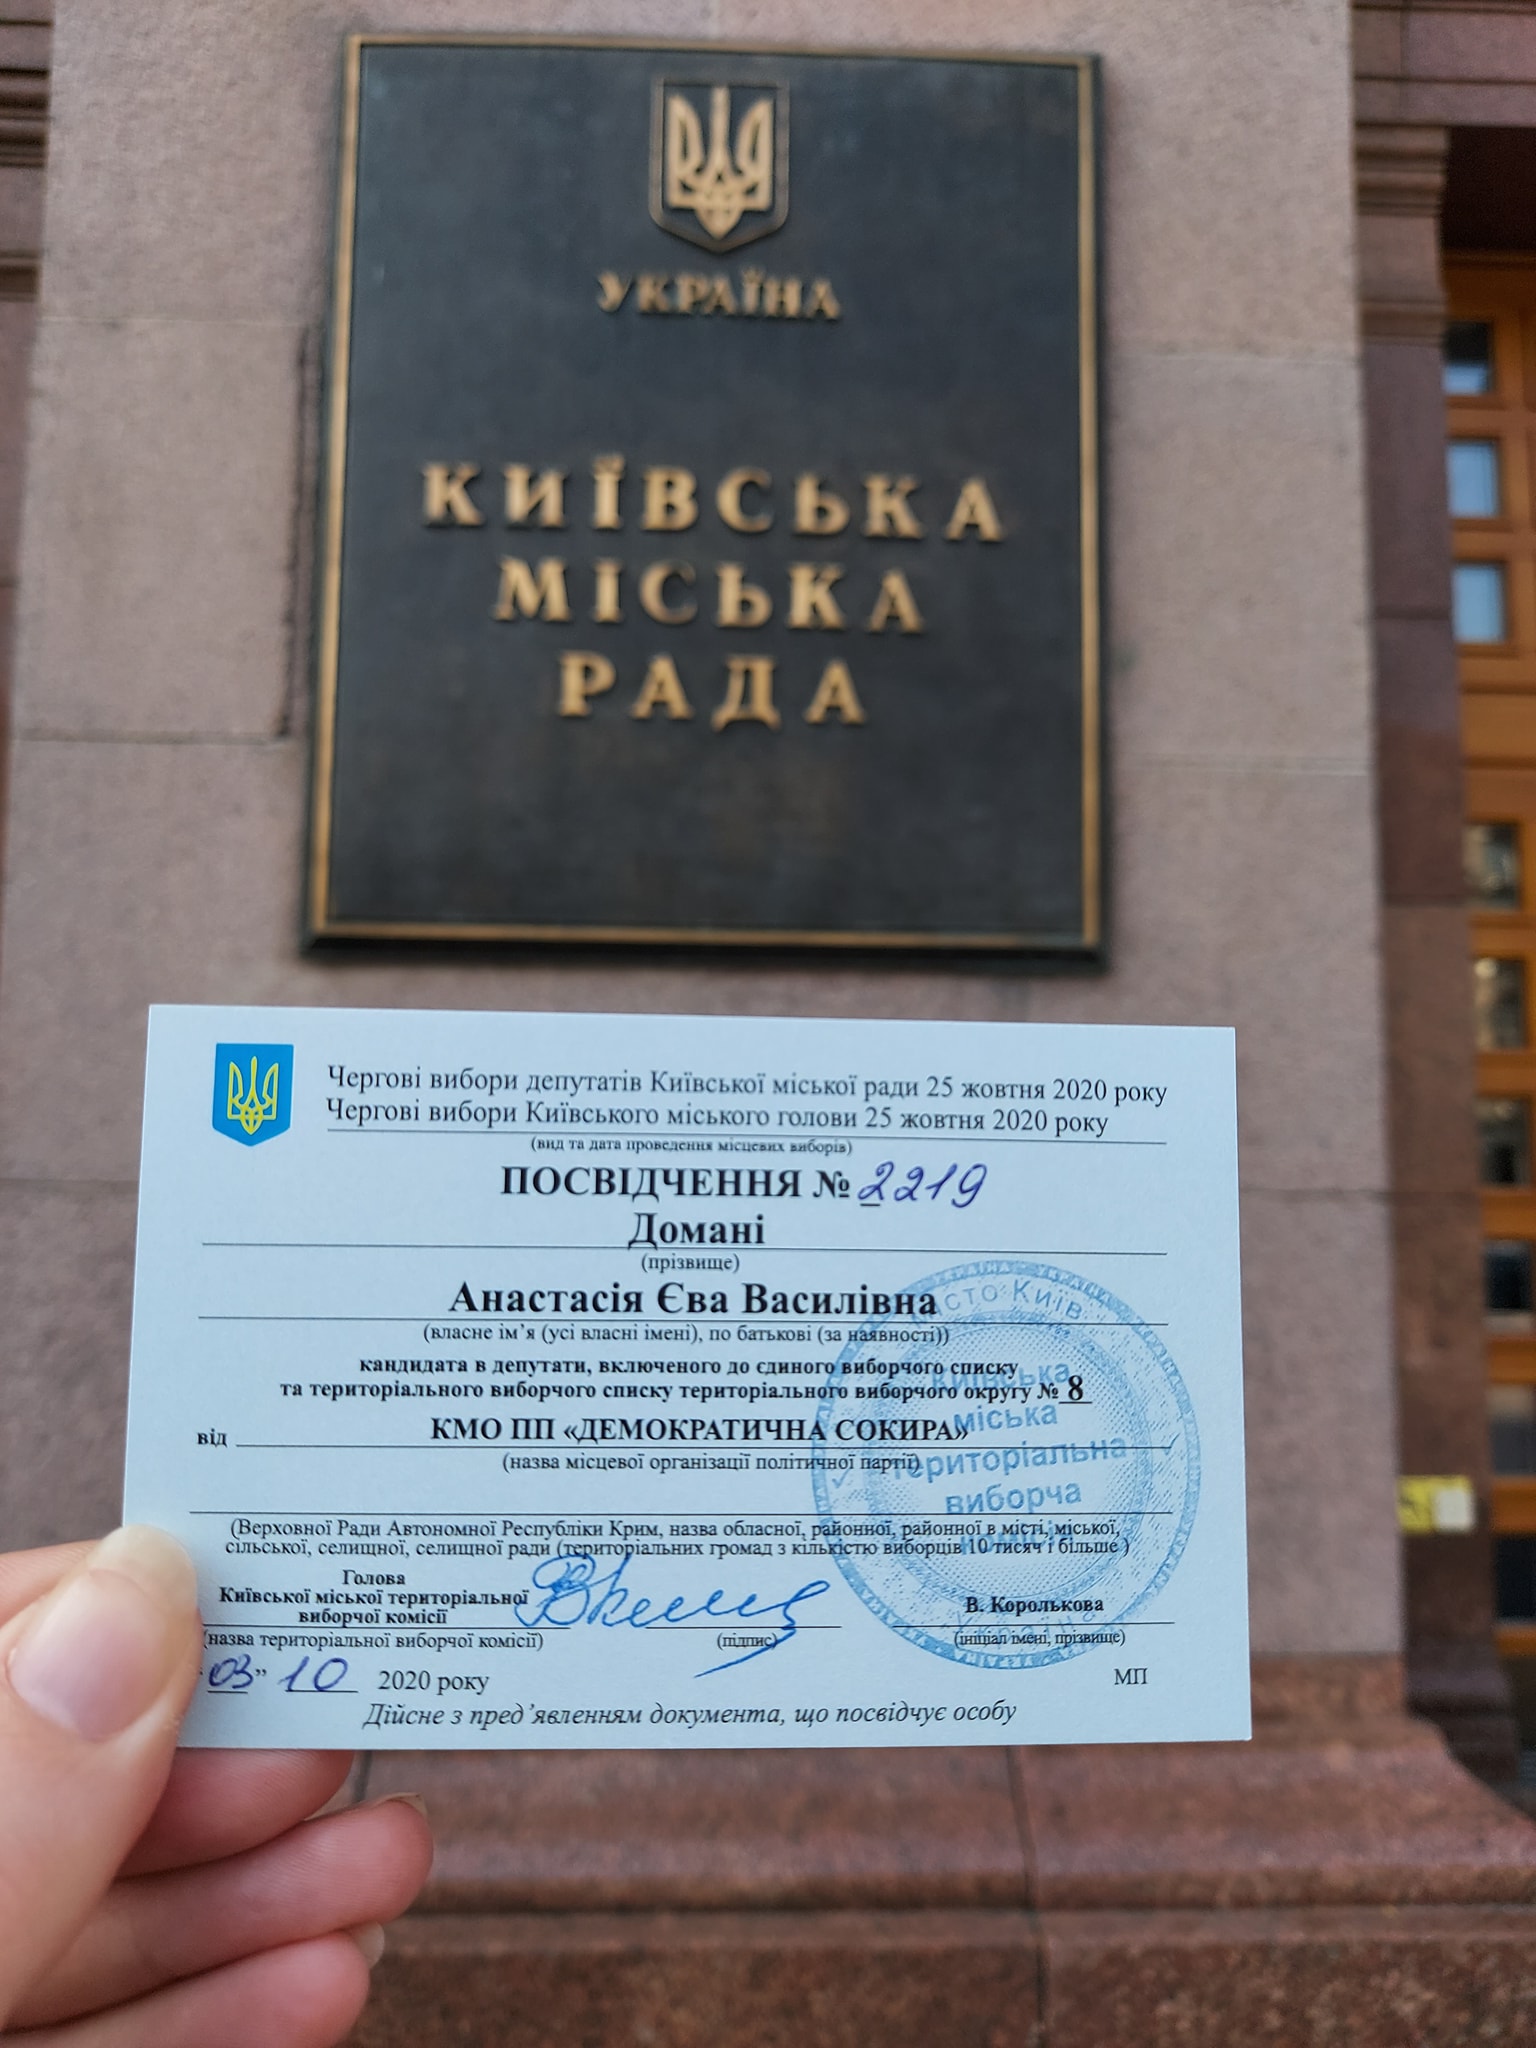 УКРАЇНА
КИЇВСЬКА
МІСЬКА
РАДА
Чергові вибори депутатів Київської міської ради 25 жовтня 2020 року
Чергові вибори Київського міського голови 25 жовтня 2020 року
(вид та дата проведення місцевих виборів)
ПОСВІДЧЕННЯ № 2219
Домані
(прізвище)
Анастасія Єва Василівна
(власне ім’я (усі власні імені), по батькові (за наявності))
кандидата в депутати, включеного до єдиного виборчого списку
та територіального виборчого списку територіального виборчого округу № 8
від КМО ПП «ДЕМОКРАТИЧНА СОКИРА»
(назва місцевої організації політичної партії)
(Верховної Ради Автономної Республіки Крим, назва обласної, районної, районної в місті, міської,
сільської, селищної, селищної ради (територіальних громад з кількістю виборців 10 тисяч і більше )
Голова
Київської міської територіальної
виборчої комісії
В. Королькова
(назва територіальної виборчої комісії) (підпис) (ініціал імені, прізвище)
“03” 10 2020 року МП
Дійсне з пред’явленням документа, що посвідчує особу
місто Київ
Київська
міська
територіальна
виборча
комісія
Україна